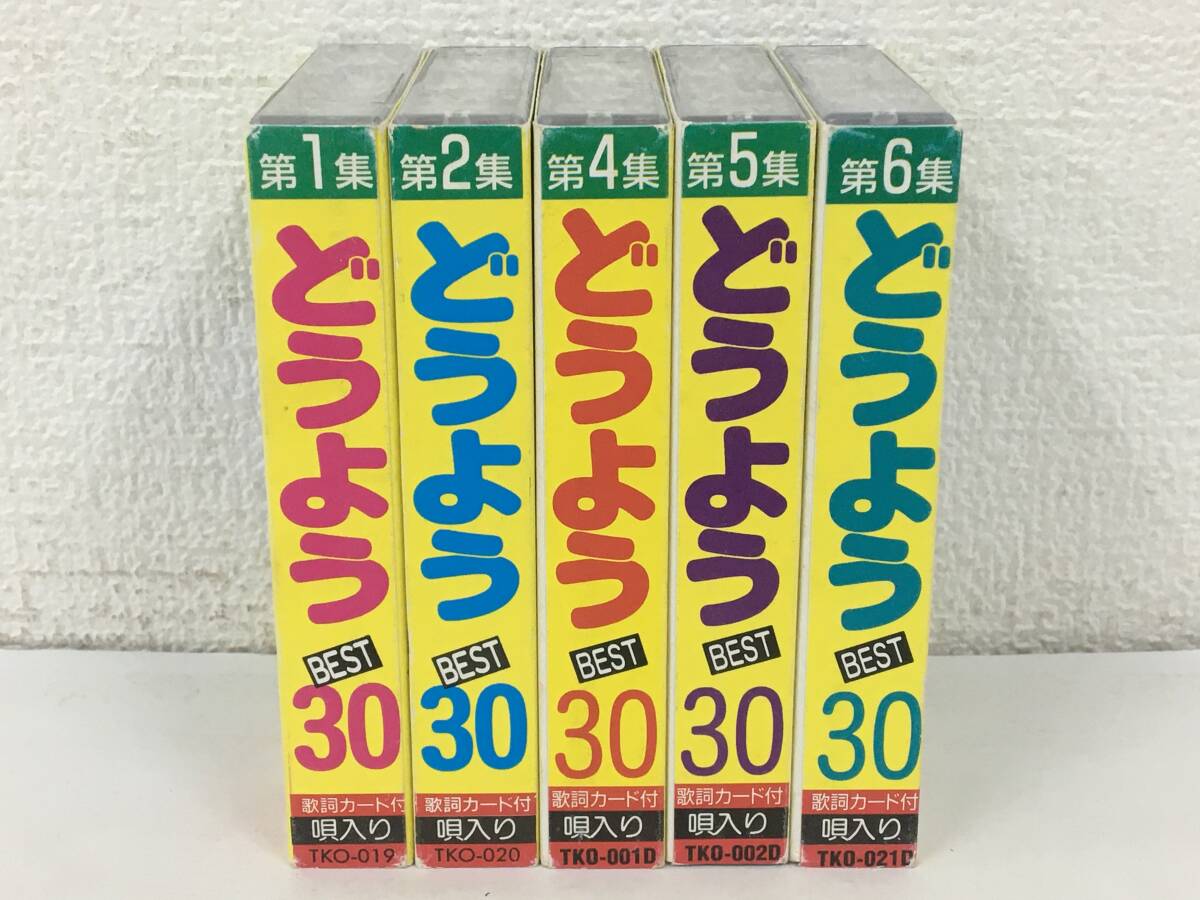 第1集
どうよう
BEST
30
歌詞カード付
唄入り
TKO-019
第2集
どうよう
BEST
30
歌詞カード付
唄入り
TKO-020
第4集
どうよう
BEST
30
歌詞カード付
唄入り
TKO-001D
第5集
どうよう
BEST
30
歌詞カード付
唄入り
TKO-002D
第6集
どうよう
BEST
30
歌詞カード付
唄入り
TKO-021D